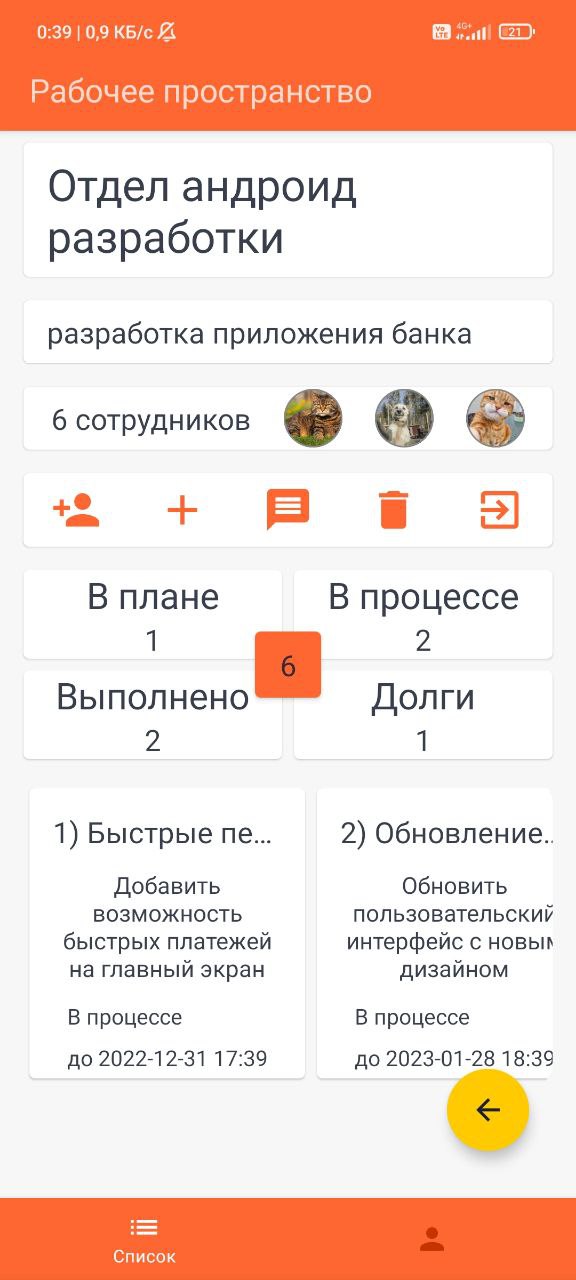 0:39 | 0,9 КБ/с
Vo LTE 4G+ 21
Рабочее пространство
Отдел андроид
разработки
разработка приложения банка
6 сотрудников
В плане
1
В процессе
2
6
Выполнено
2
Долги
1
1) Быстрые пе...
Добавить
возможность
быстрых платежей
на главный экран
В процессе
до 2022-12-31 17:39
2) Обновление..
Обновить
пользовательский
интерфейс с новым
дизайном
В процессе
до 2023-01-28 18:39
Список